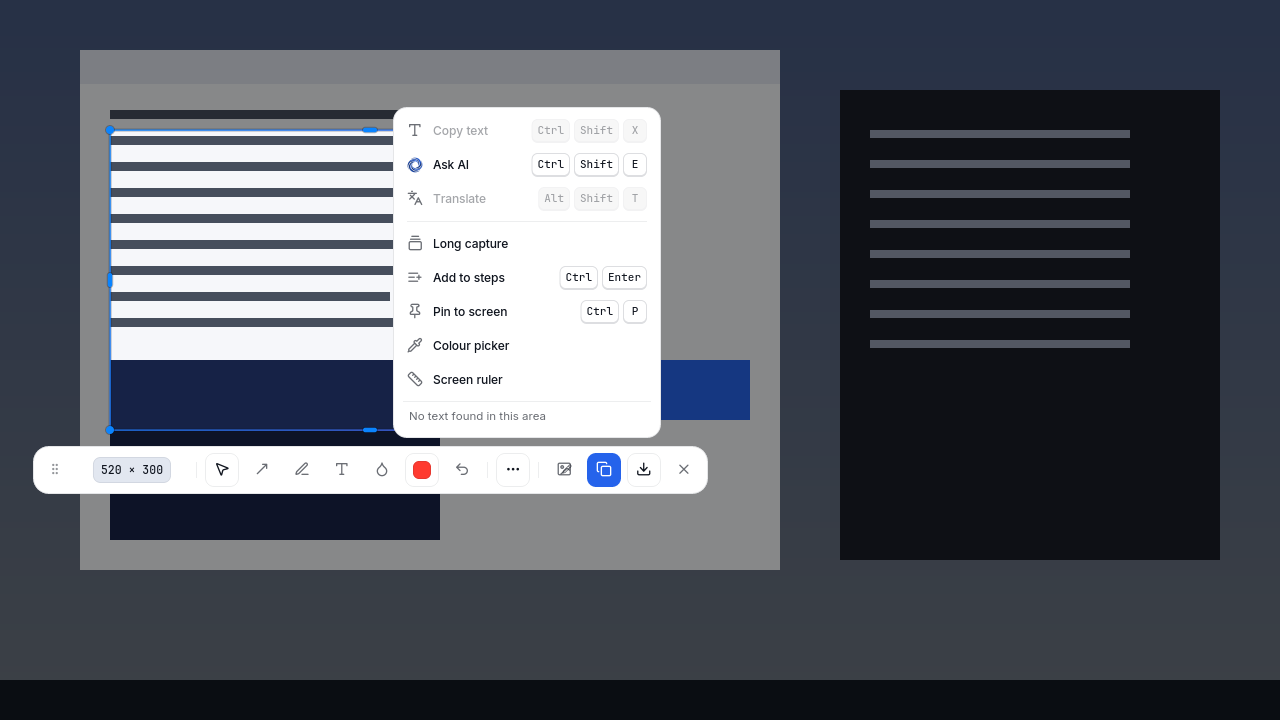 Copy text Ctrl Shift X
Ask AI Ctrl Shift E
Translate Alt Shift T
Long capture
Add to steps Ctrl Enter
Pin to screen Ctrl P
Colour picker
Screen ruler
No text found in this area
520 × 300